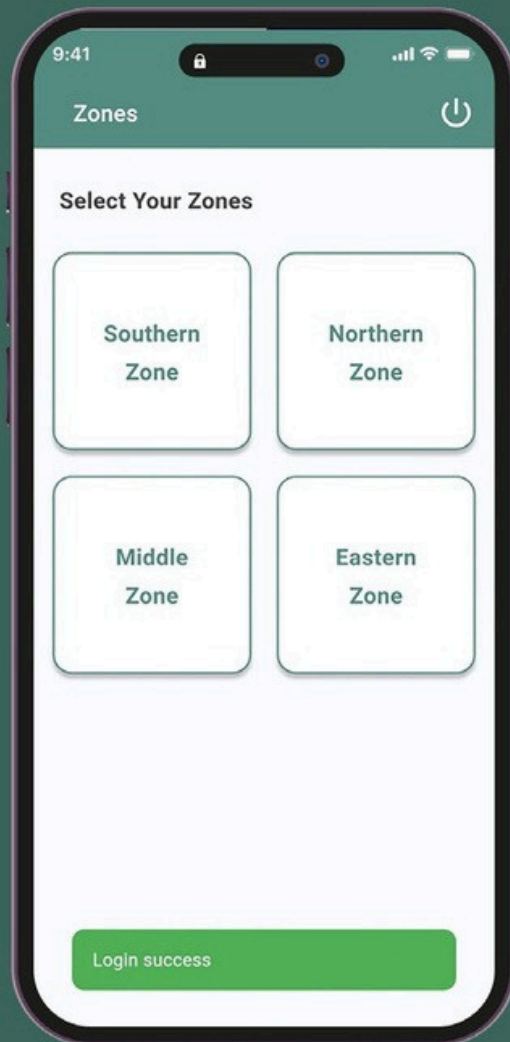 9:41
Zones
Select Your Zones
Southern
Zone
Northern
Zone
Middle
Zone
Eastern
Zone
Login success